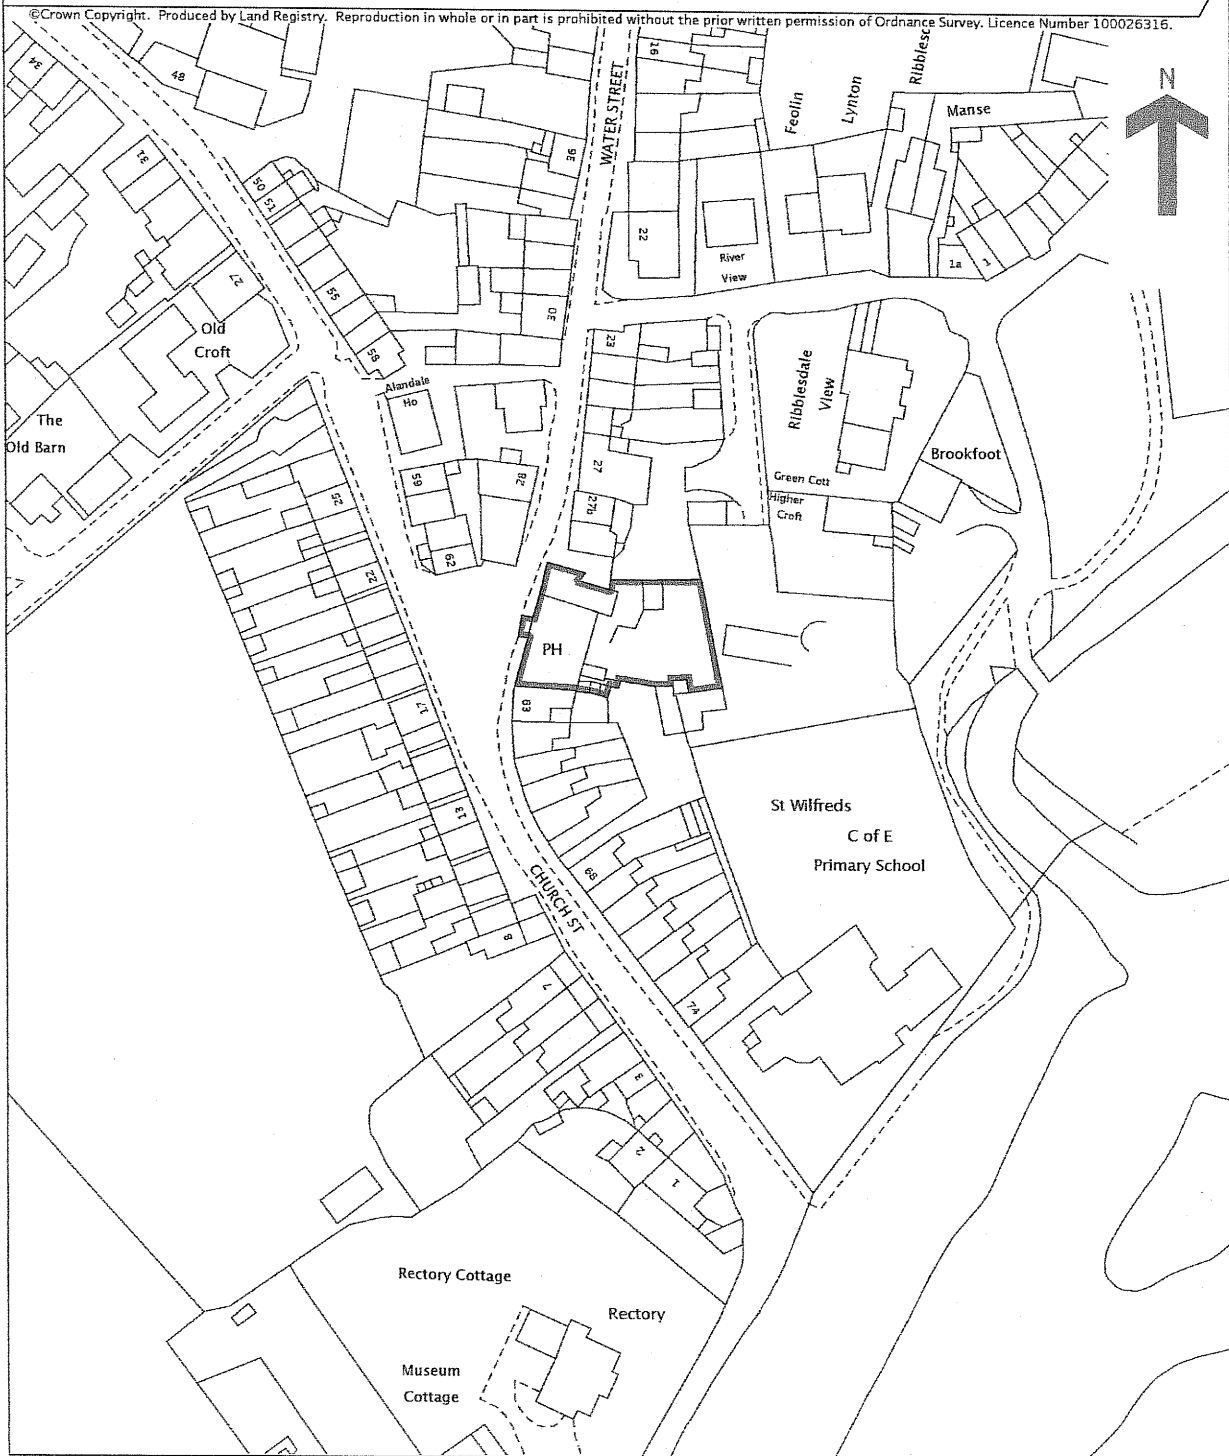 ©Crown Copyright. Produced by Land Registry. Reproduction in whole or in part is prohibited without the prior written permission of Ordnance Survey. Licence Number 100026316.
N
34
48
16
WATER STREET
Feolin
Lynton
Ribblesc
Manse
31
50
51
36
22
River
View
1a
1
27
55
30
23
Old
Croft
58
Alandale
Ho
Ribblesdale
View
The
Old Barn
Brookfoot
59
28
27
Green Cott
Higher
Croft
25
27b
62
22
PH
63
17
St Wilfreds
C of E
Primary School
13
68
CHURCH ST
8
7
74
3
2
1
Rectory Cottage
Rectory
Museum
Cottage